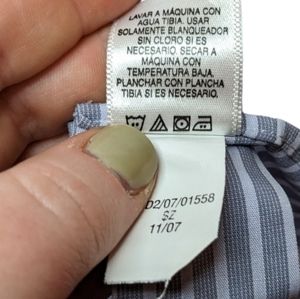 LAVAR A MÁQUINA CON
AGUA TIBIA. USAR
SOLAMENTE BLANQUEADOR
SIN CLORO SI ES
NECESARIO. SECAR A
MÁQUINA CON
TEMPERATURA BAJA.
PLANCHAR CON PLANCHA
TIBIA SI ES NECESARIO.
D2/07/01558
SZ
11/07